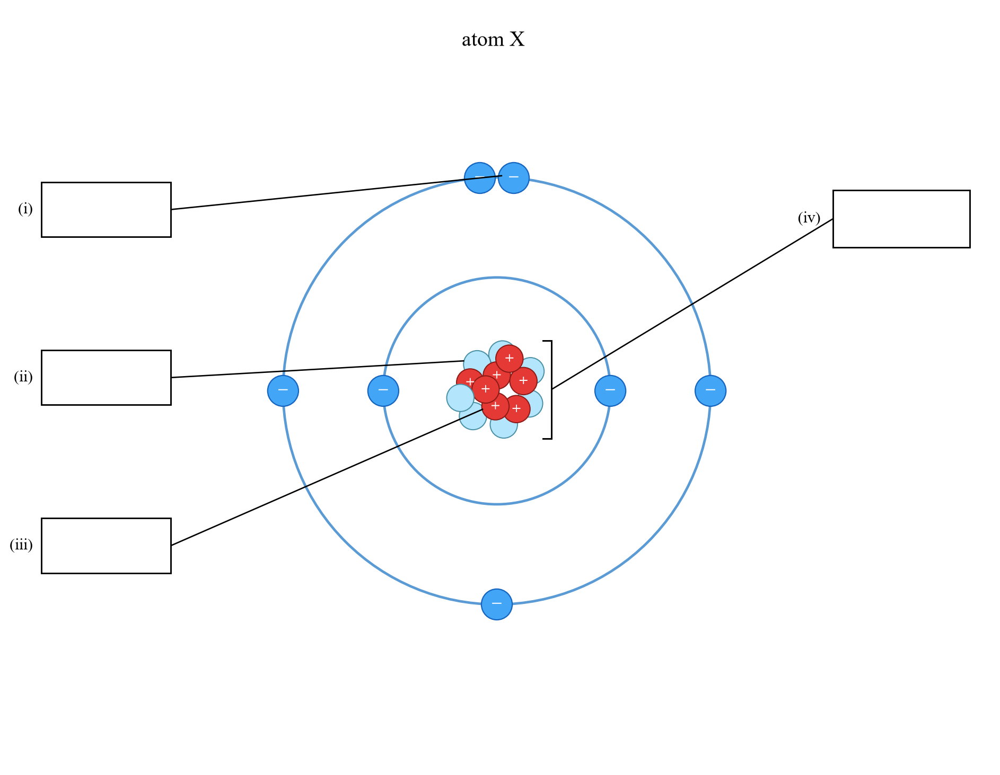 atom X
− −
(i)
(iv)
(ii)
+
+ +
+ +
− − − −
+ +
(iii)
−